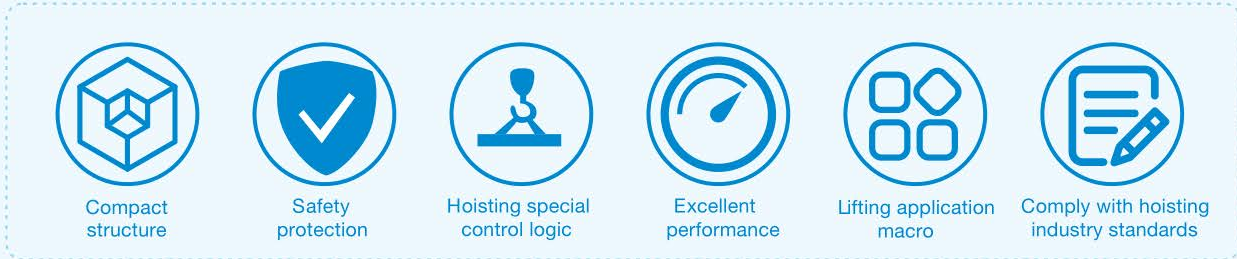 Compact
structure
Safety
protection
Hoisting special
control logic
Excellent
performance
Lifting application
macro
Comply with hoisting
industry standards